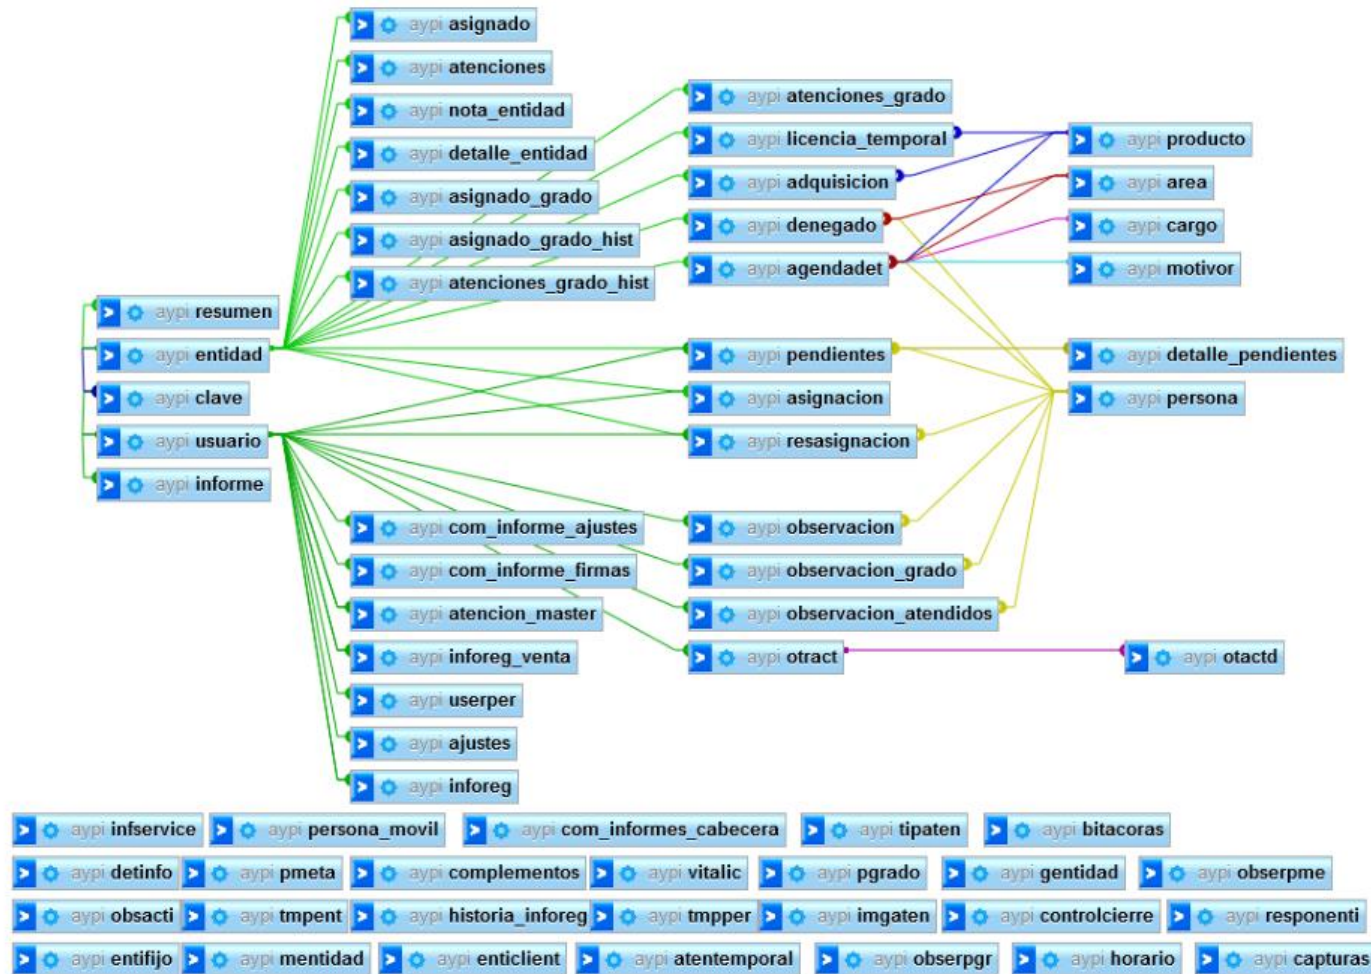 aypi asignado
aypi atenciones
aypi nota_entidad
aypi detalle_entidad
aypi asignado_grado
aypi asignado_grado_hist
aypi atenciones_grado_hist
aypi atenciones_grado
aypi licencia_temporal
aypi adquisicion
aypi denegado
aypi agendadet
aypi producto
aypi area
aypi cargo
aypi motivor
aypi resumen
aypi entidad
aypi clave
aypi usuario
aypi informe
aypi pendientes
aypi asignacion
aypi resasignacion
aypi detalle_pendientes
aypi persona
aypi com_informe_ajustes
aypi com_informe_firmas
aypi atencion_master
aypi inforeg_venta
aypi userper
aypi ajustes
aypi inforeg
aypi observacion
aypi observacion_grado
aypi observacion_atendidos
aypi otract
aypi otactd
aypi infservice aypi persona_movil aypi com_informes_cabecera aypi tipaten aypi bitacoras
aypi detinfo aypi pmeta aypi complementos aypi vitalic aypi pgrado aypi gentidad aypi obserpme
aypi obsacti aypi tmpent aypi historia_inforeg aypi tmpper aypi imgaten aypi controlcierre aypi responenti
aypi entifijo aypi mentidad aypi enticlient aypi atentemporal aypi obserpgr aypi horario aypi capturas